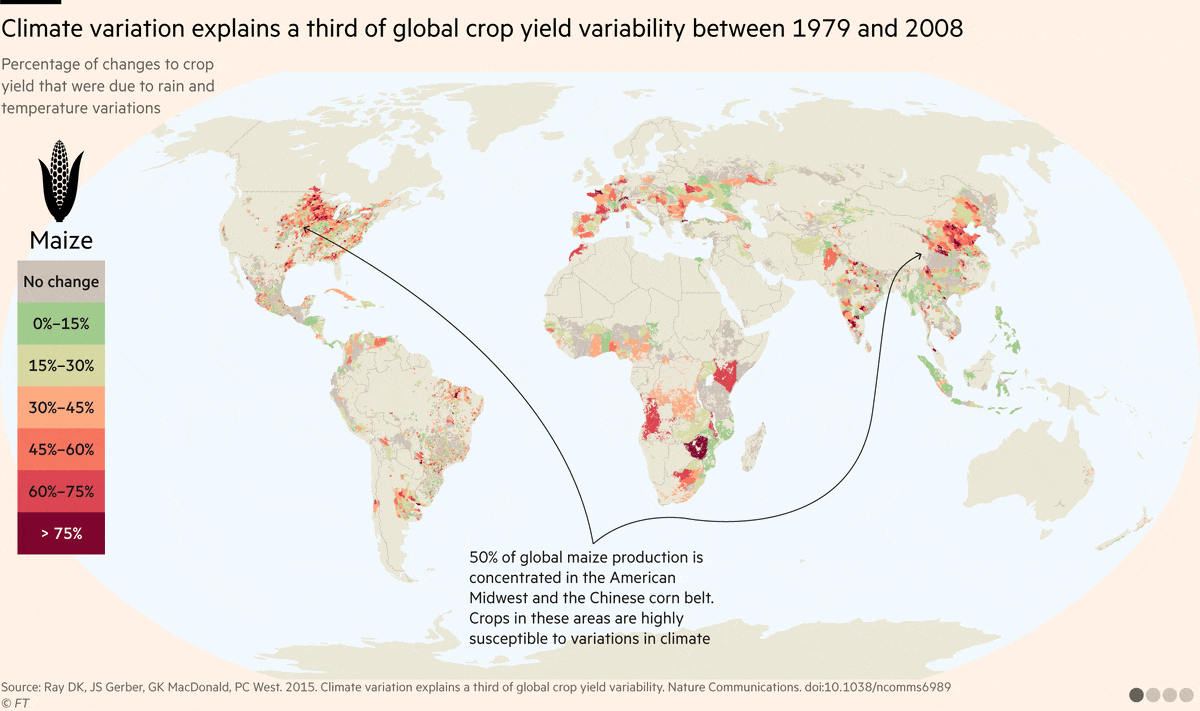 Climate variation explains a third of global crop yield variability between 1979 and 2008
Percentage of changes to crop
yield that were due to rain and
temperature variations
Maize
No change
0%–15%
15%–30%
30%–45%
45%–60%
60%–75%
> 75%
50% of global maize production is
concentrated in the American
Midwest and the Chinese corn belt.
Crops in these areas are highly
susceptible to variations in climate
Source: Ray DK, JS Gerber, GK MacDonald, PC West. 2015. Climate variation explains a third of global crop yield variability. Nature Communications. doi:10.1038/ncomms6989
© FT